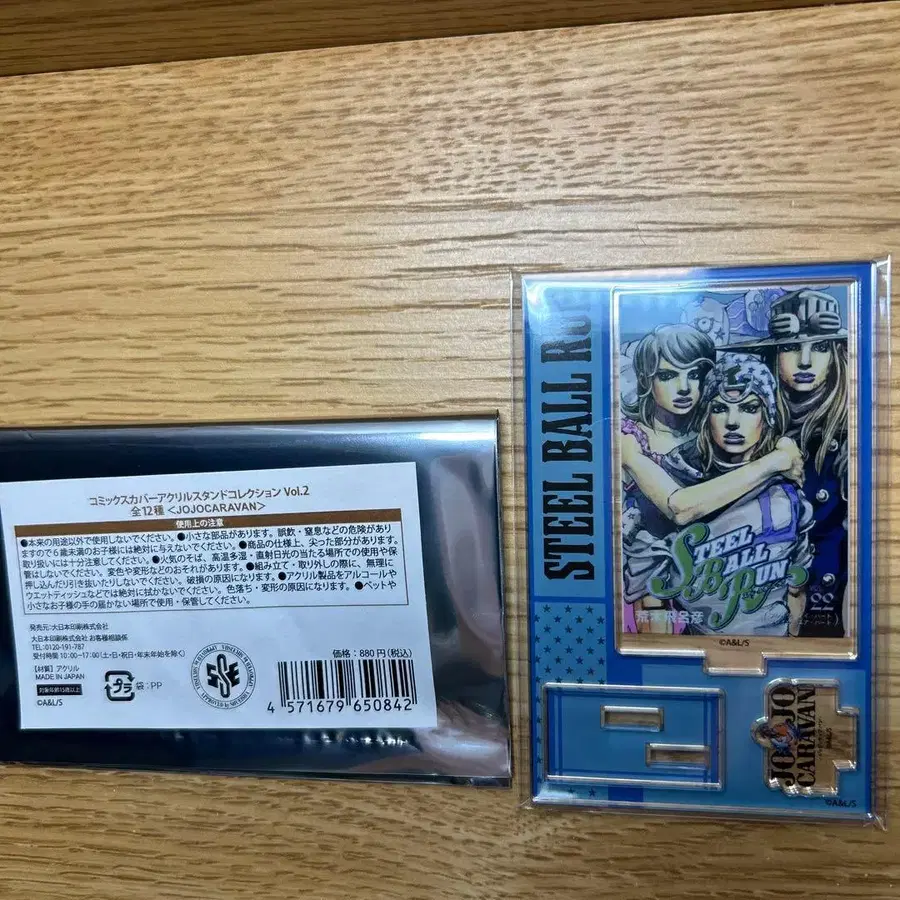 コミックスカバーアクリルスタンドコレクション Vol.2
全12種 <JOJOCARAVAN>
使用上の注意
●本来の用途以外で使用しないでください。●小さな部品があります。誤飲・窒息などの危険があり
ますので6歳未満のお子様には絶対に与えないでください。●商品の仕様上、尖った部分があります。
取り扱いには十分注意してください。●火気のそば、高温多湿・直射日光の当たる場所での使用や保
管はしないでください。変色や変形などのおそれがあります。●組み立て・取り外しの際に、無理に
押し込んだり引き抜いたりしないでください。破損の原因になります。●アクリル製品をアルコールや
ウエットティッシュなどでは絶対に拭かないでください。色落ち・変形の原因になります。●ペットや
小さなお子様の手の届かない場所で使用・保管してください。
発売元:大日本印刷株式会社
大日本印刷株式会社 お客様相談係
TEL:0120-191-787
受付時間 10:00~17:00(土・日・祝日・年末年始を除く)
【材質】アクリル
MADE IN JAPAN
対象年齢15歳以上
©A&L/S
プラ
袋:PP
価格:880円(税込)
4 571679 650842
STEEL BALL RU
STEEL
BALL
RUN
荒木飛呂彦
©A&L/S
JOJO
CARAVAN
©A&L/S